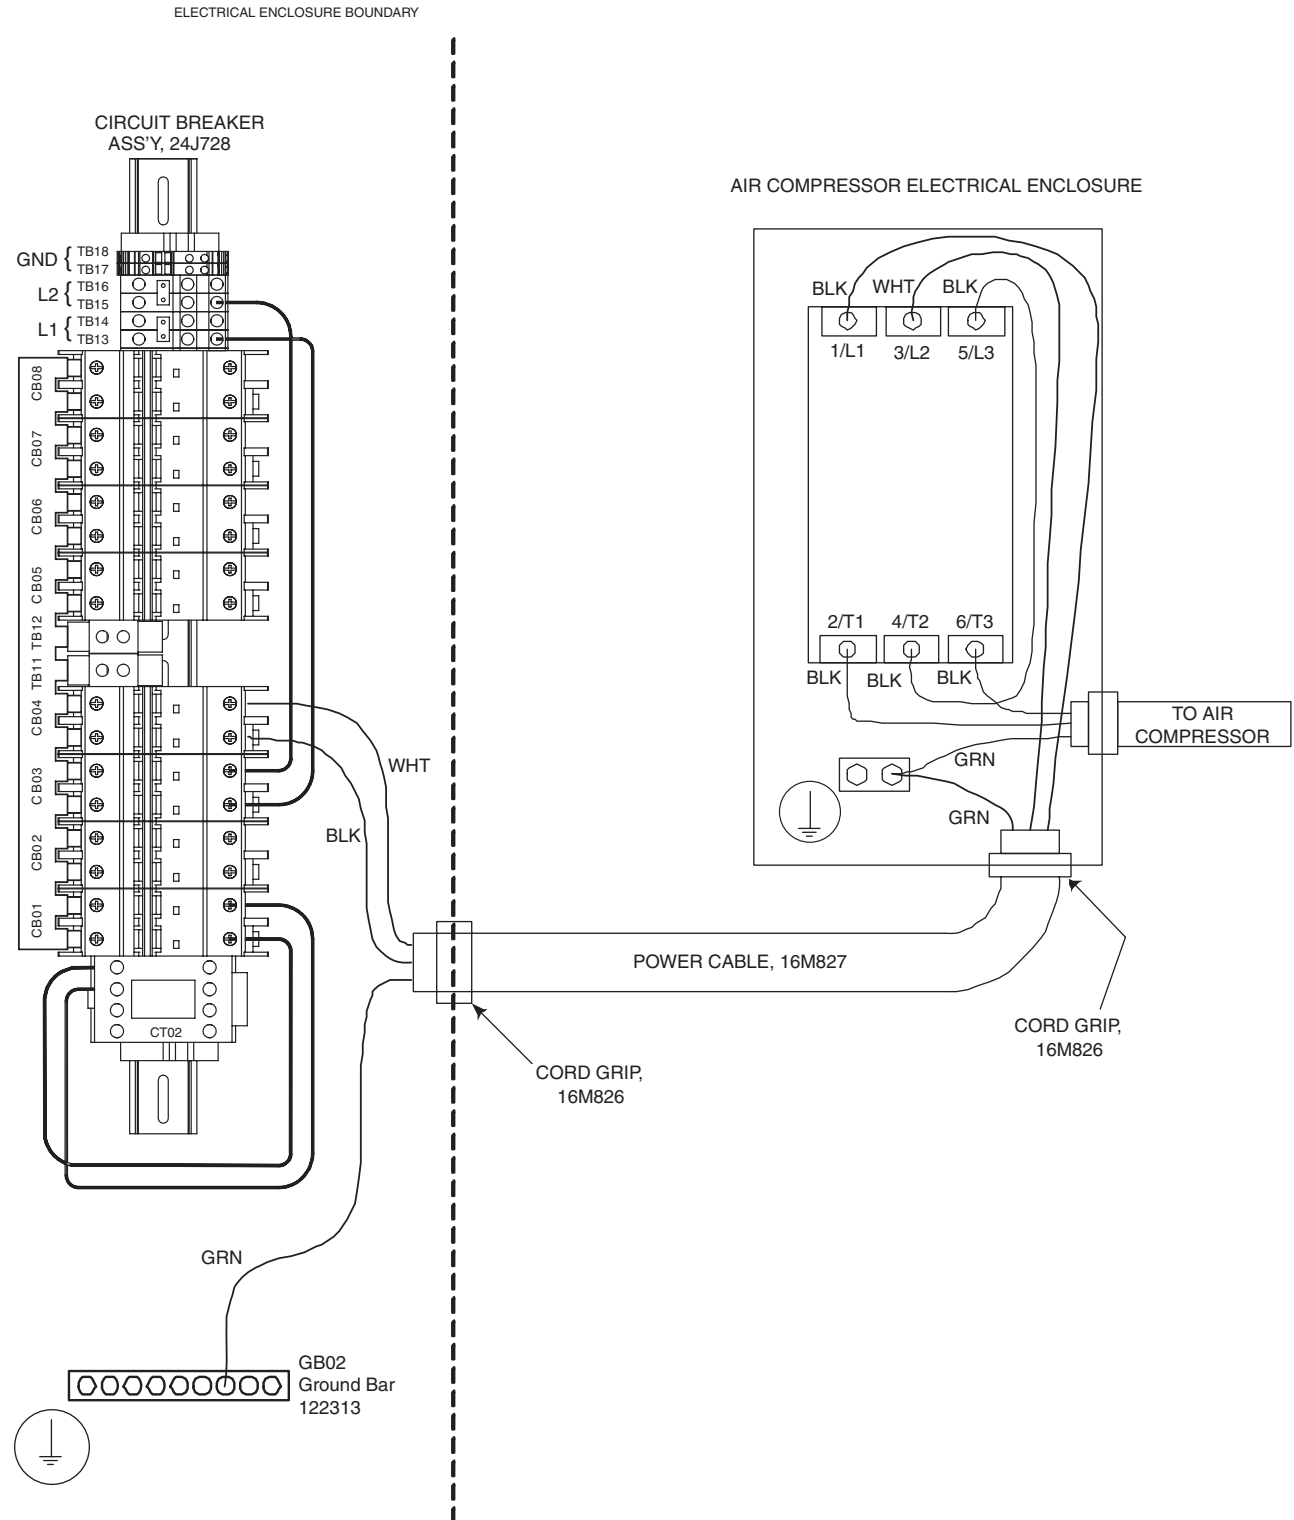 ELECTRICAL ENCLOSURE BOUNDARY
CIRCUIT BREAKER
ASS'Y, 24J728
GND { TB18
TB17
L2 { TB16
TB15
L1 { TB14
TB13
CB08
CB07
CB06
CB05
TB12
TB11
CB04
CB03
CB02
CB01
CT02
WHT
BLK
GRN
GB02
Ground Bar
122313
POWER CABLE, 16M827
CORD GRIP,
16M826
AIR COMPRESSOR ELECTRICAL ENCLOSURE
BLK WHT BLK
1/L1 3/L2 5/L3
2/T1 4/T2 6/T3
BLK BLK BLK
TO AIR
COMPRESSOR
GRN
GRN
CORD GRIP,
16M826